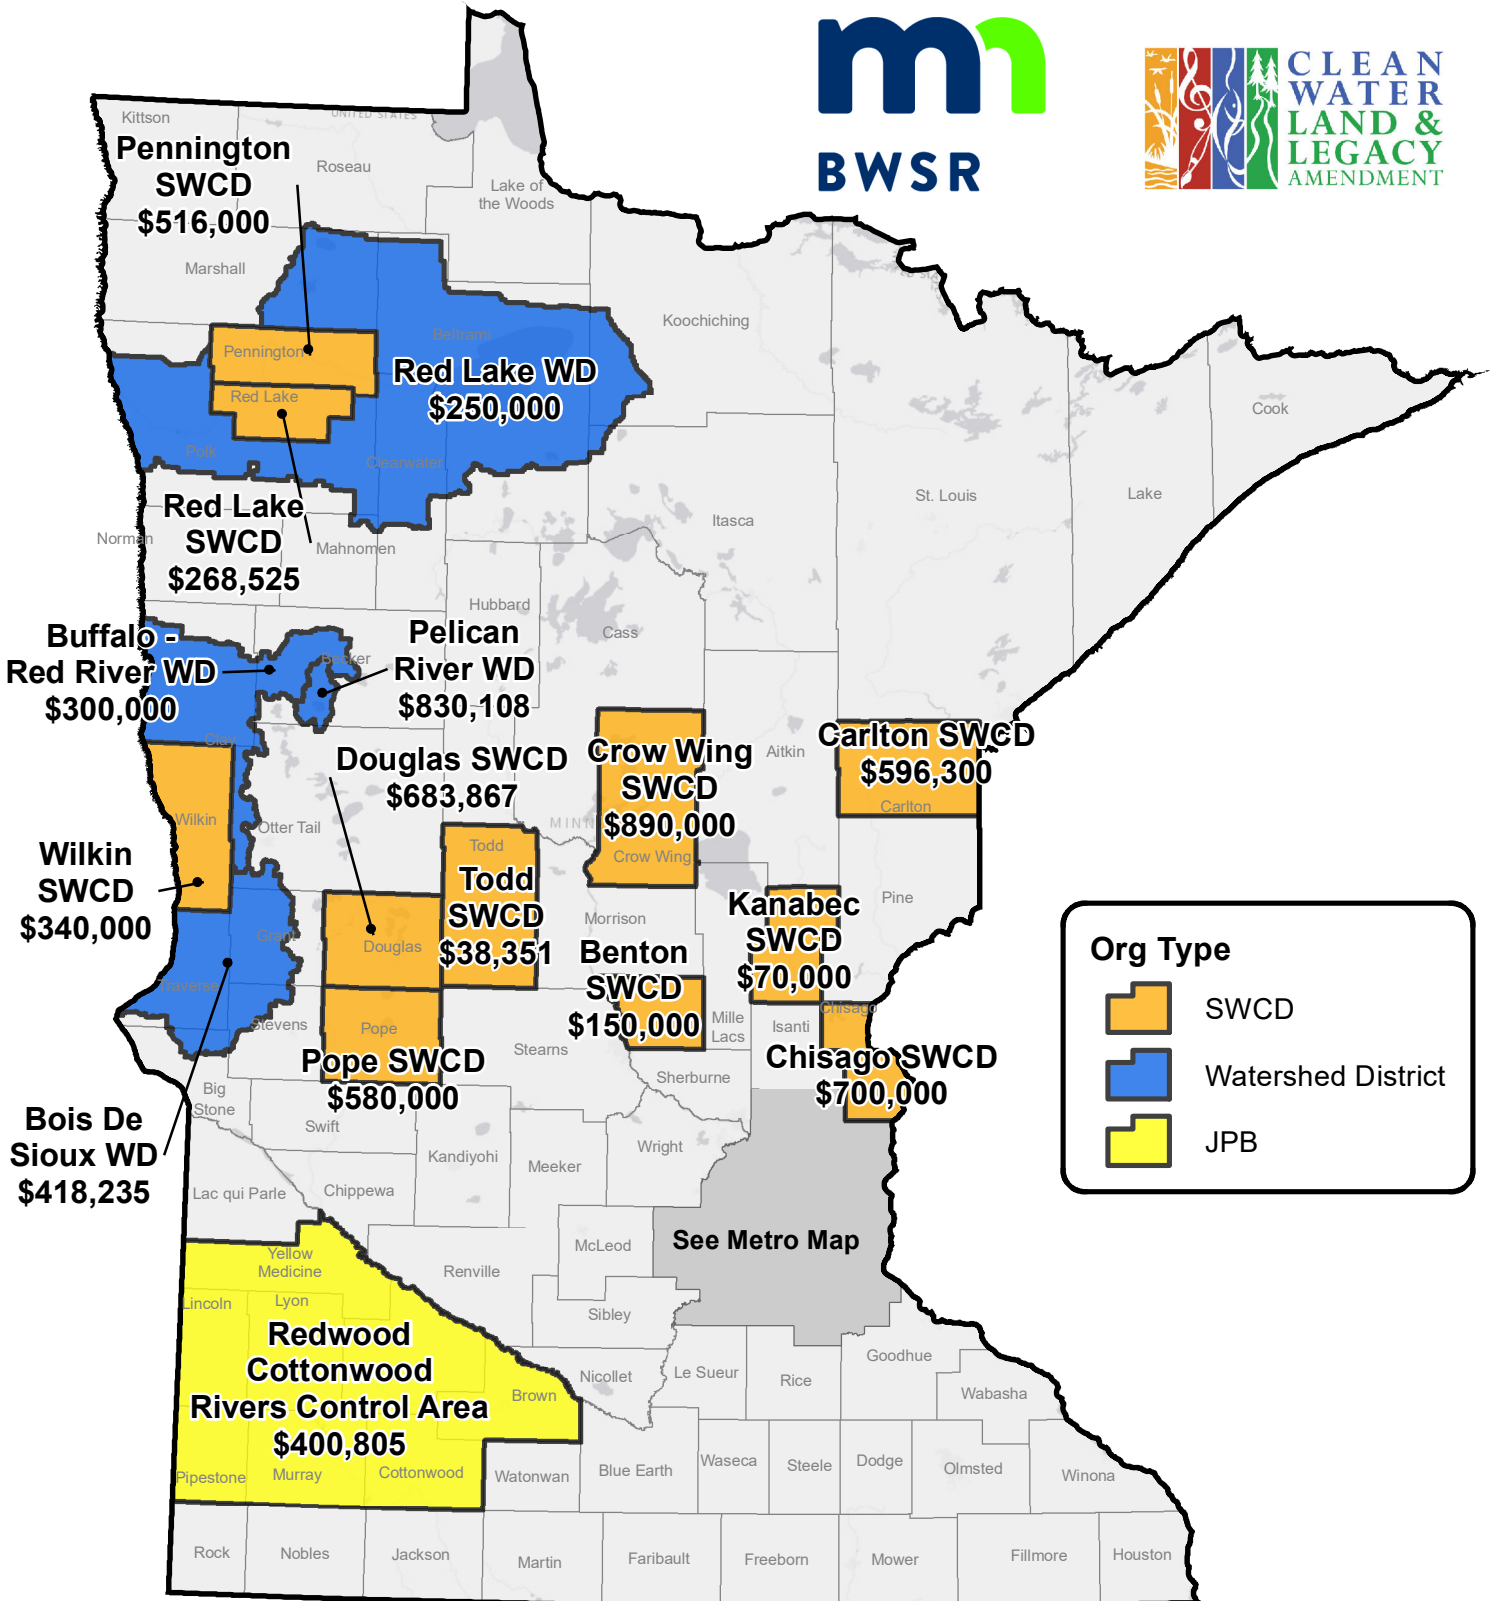 BWSR
CLEAN
WATER
LAND &
LEGACY
AMENDMENT
Kittson
UNITED STATES
Pennington
SWCD
$516,000
Roseau
Lake of
the Woods
Marshall
Koochiching
Beltrami
Pennington
Red Lake WD
$250,000
Red Lake
Cook
Polk
Clearwater
St. Louis
Lake
Itasca
Red Lake
SWCD
$268,525
Norman
Mahnomen
Hubbard
Cass
Buffalo -
Red River WD
$300,000
Becker
Pelican
River WD
$830,108
Clay
Douglas SWCD
$683,867
Crow Wing
SWCD
$890,000
Crow Wing
Aitkin
Carlton SWCD
$596,300
Carlton
Wilkin
Otter Tail
MINN
Todd
Todd
SWCD
$38,351
Wilkin
SWCD
$340,000
Pine
Kanabec
SWCD
$70,000
Morrison
Douglas
Grant
Benton
SWCD
$150,000
Traverse
Stevens
Pope
Pope SWCD
$580,000
Stearns
Mille
Lacs
Isanti
Chisago
Chisago SWCD
$700,000
Sherburne
Big
Stone
Bois De
Sioux WD
$418,235
Swift
Kandiyohi
Meeker
Wright
Lac qui Parle
Chippewa
Org Type
SWCD
Watershed District
JPB
See Metro Map
McLeod
Yellow
Medicine
Renville
Lincoln
Lyon
Sibley
Redwood
Cottonwood
Rivers Control Area
$400,805
Brown
Nicollet
Le Sueur
Rice
Goodhue
Wabasha
Pipestone
Murray
Cottonwood
Watonwan
Blue Earth
Waseca
Steele
Dodge
Olmsted
Winona
Rock
Nobles
Jackson
Martin
Faribault
Freeborn
Mower
Fillmore
Houston